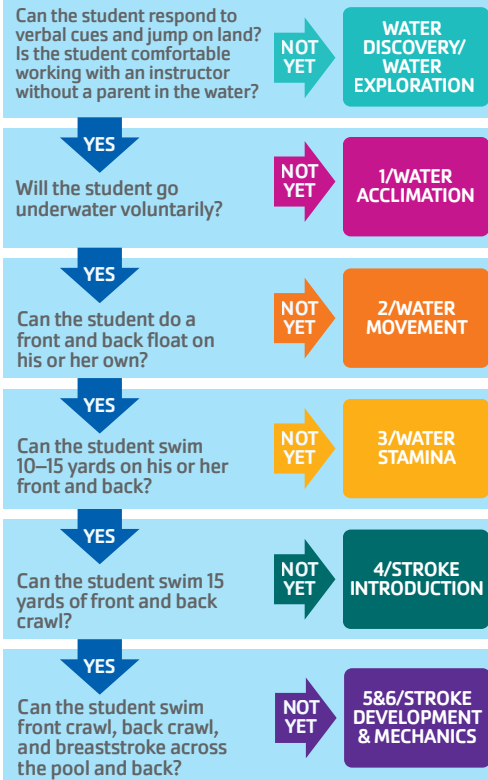 Can the student respond to
verbal cues and jump on land?
Is the student comfortable
working with an instructor
without a parent in the water?
NOT
YET
WATER
DISCOVERY/
WATER
EXPLORATION
YES
Will the student go
underwater voluntarily?
NOT
YET
1/WATER
ACCLIMATION
YES
Can the student do a
front and back float on
his or her own?
NOT
YET
2/WATER
MOVEMENT
YES
Can the student swim
10–15 yards on his or her
front and back?
NOT
YET
3/WATER
STAMINA
YES
Can the student swim 15
yards of front and back
crawl?
NOT
YET
4/STROKE
INTRODUCTION
YES
Can the student swim
front crawl, back crawl,
and breaststroke across
the pool and back?
NOT
YET
5&6/STROKE
DEVELOPMENT
& MECHANICS